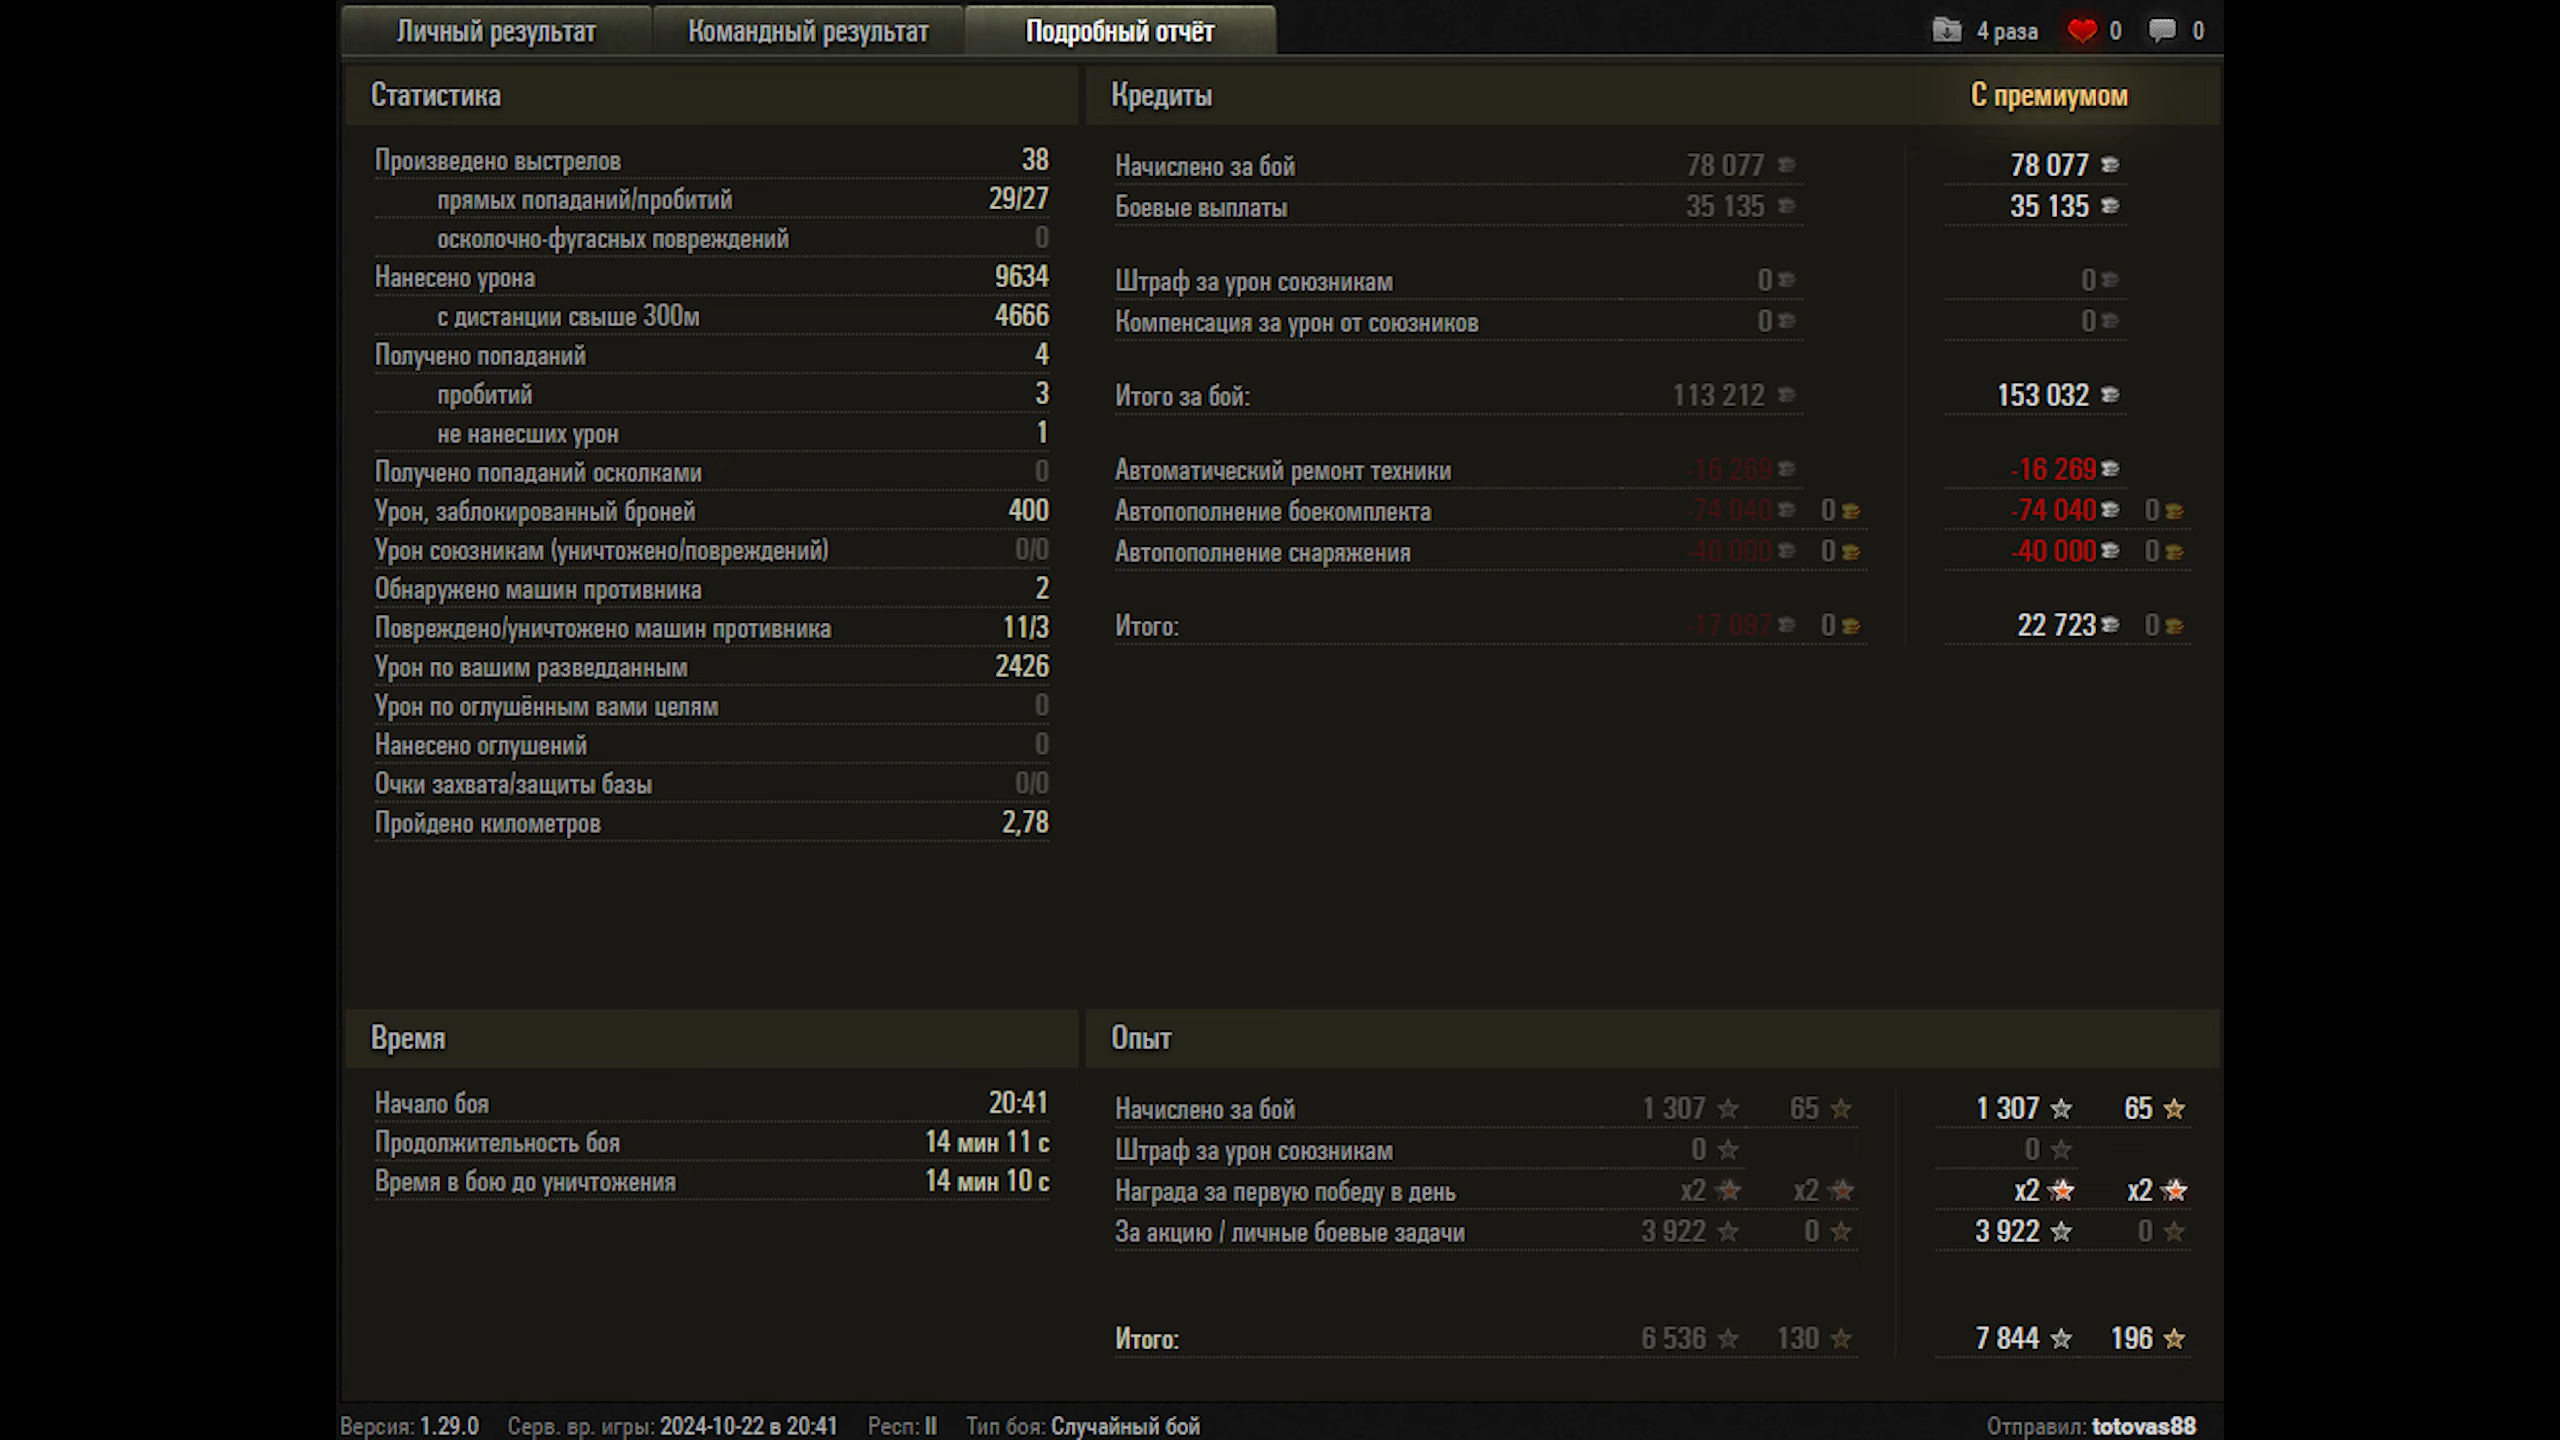 Личный результат Командный результат Подробный отчёт 4 раза 0 0
Статистика
Произведено выстрелов 38
прямых попаданий/пробитий 29/27
осколочно-фугасных повреждений 0
Нанесено урона 9634
с дистанции свыше 300м 4666
Получено попаданий 4
пробитий 3
не нанесших урон 1
Получено попаданий осколками 0
Урон, заблокированный броней 400
Урон союзникам (уничтожено/повреждений) 0/0
Обнаружено машин противника 2
Повреждено/уничтожено машин противника 11/3
Урон по вашим разведданным 2426
Урон по оглушённым вами целям 0
Нанесено оглушений 0
Очки захвата/защиты базы 0/0
Пройдено километров 2,78
Кредиты С премиумом
Начислено за бой 78 077 78 077
Боевые выплаты 35 135 35 135
Штраф за урон союзникам 0 0
Компенсация за урон от союзников 0 0
Итого за бой: 113 212 153 032
Автоматический ремонт техники -16 269 -16 269
Автопополнение боекомплекта -74 040 0 -74 040 0
Автопополнение снаряжения -40 000 0 -40 000 0
Итого: -17 097 0 22 723 0
Время
Начало боя 20:41
Продолжительность боя 14 мин 11 с
Время в бою до уничтожения 14 мин 10 с
Опыт
Начислено за бой 1 307 65 1 307 65
Штраф за урон союзникам 0 0
Награда за первую победу в день x2 x2 x2 x2
За акцию / личные боевые задачи 3 922 0 3 922 0
Итого: 6 536 130 7 844 196
Версия: 1.29.0 Серв. вр. игры: 2024-10-22 в 20:41 Респ: II Тип боя: Случайный бой Отправил: totovas88